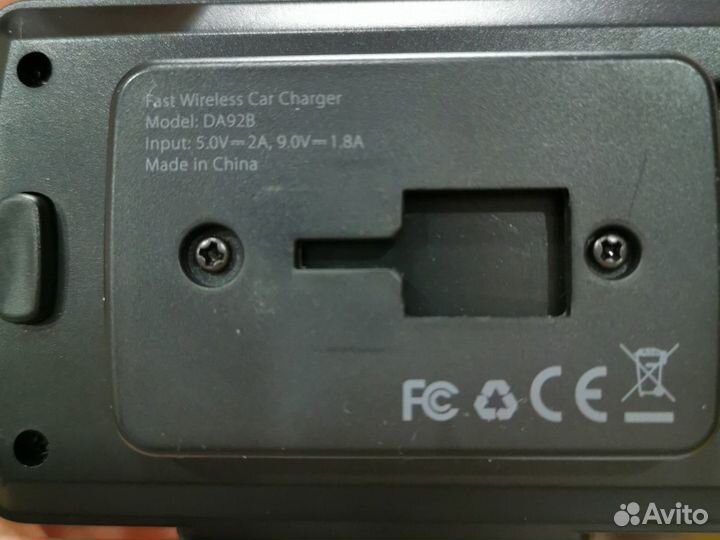 Fast Wireless Car Charger
Model: DA92B
Input: 5.0V⎓2A, 9.0V⎓1.8A
Made in China
FC CE
Avito